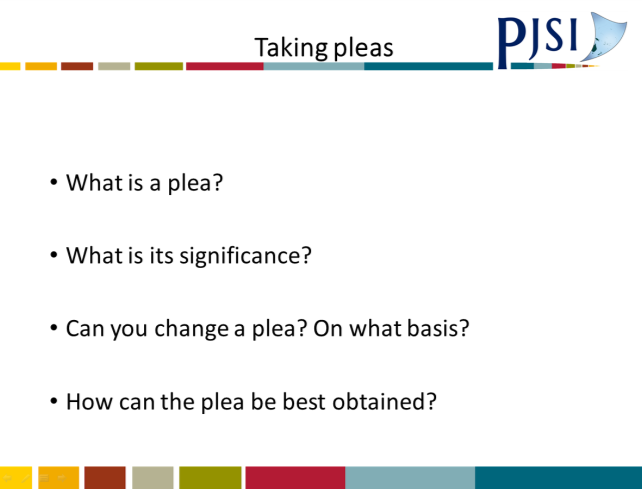 Taking pleas
PJSI
• What is a plea?
• What is its significance?
• Can you change a plea? On what basis?
• How can the plea be best obtained?